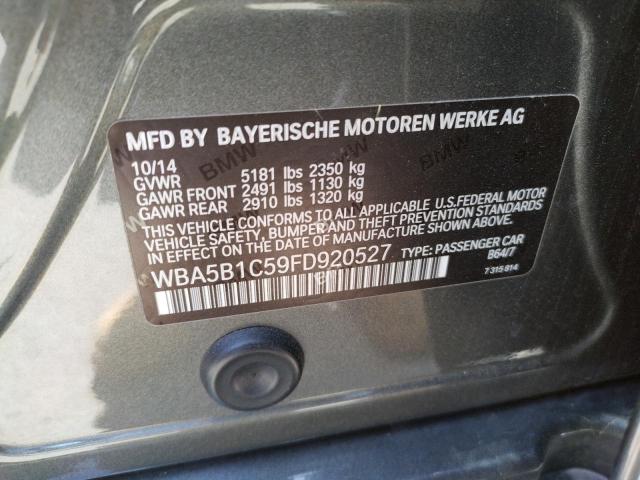 MFD BY BAYERISCHE MOTOREN WERKE AG
10/14
GVWR 5181 lbs 2350 kg
GAWR FRONT 2491 lbs 1130 kg
GAWR REAR 2910 lbs 1320 kg
THIS VEHICLE CONFORMS TO ALL APPLICABLE U.S.FEDERAL MOTOR
VEHICLE SAFETY, BUMPER AND THEFT PREVENTION STANDARDS
IN EFFECT ON THE DATE OF MANUFACTURE SHOWN ABOVE.
WBA5B1C59FD920527 TYPE: PASSENGER CAR
B64/7
7 315 814